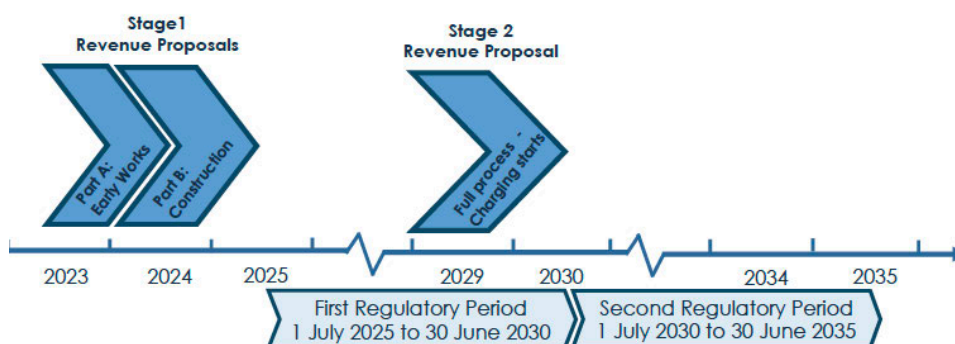 Stage1
Revenue Proposals
Stage 2
Revenue Proposal
Part A:
Early Works
Part B:
Construction
Full process -
Charging starts
2023
2024
2025
2029
2030
2034
2035
First Regulatory Period
1 July 2025 to 30 June 2030
Second Regulatory Period
1 July 2030 to 30 June 2035